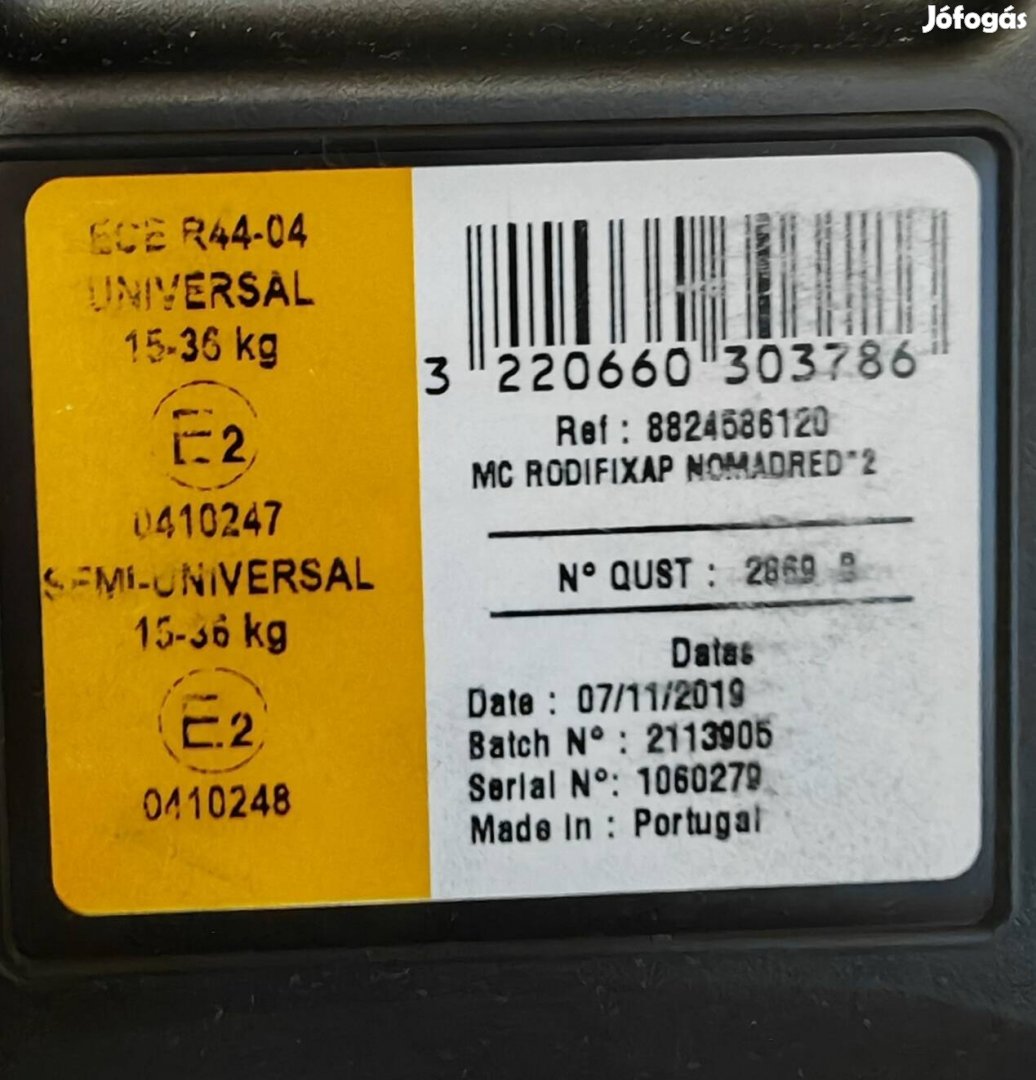 Jófogás
ECE R44-04
UNIVERSAL
15-36 kg
E2
0410247
SEMI-UNIVERSAL
15-36 kg
E2
0410248
3 220660 303786
Ref : 8824586120
MC RODIFIXAP NOMADRED*2
N° QUST : 2869
Datas
Date : 07/11/2019
Batch N° : 2113905
Serial N°: 1060279
Made in : Portugal